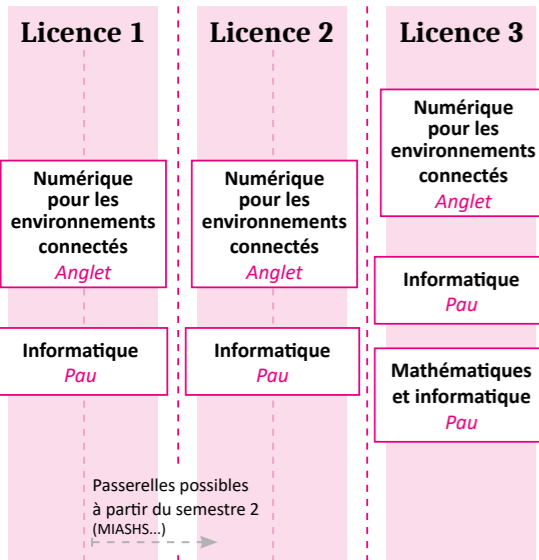 Licence 1
Numérique
pour les
environnements
connectés
Anglet
Informatique
Pau
Licence 2
Numérique
pour les
environnements
connectés
Anglet
Informatique
Pau
Licence 3
Numérique
pour les
environnements
connectés
Anglet
Informatique
Pau
Mathématiques
et informatique
Pau
Passerelles possibles
à partir du semestre 2
(MIASHS...)